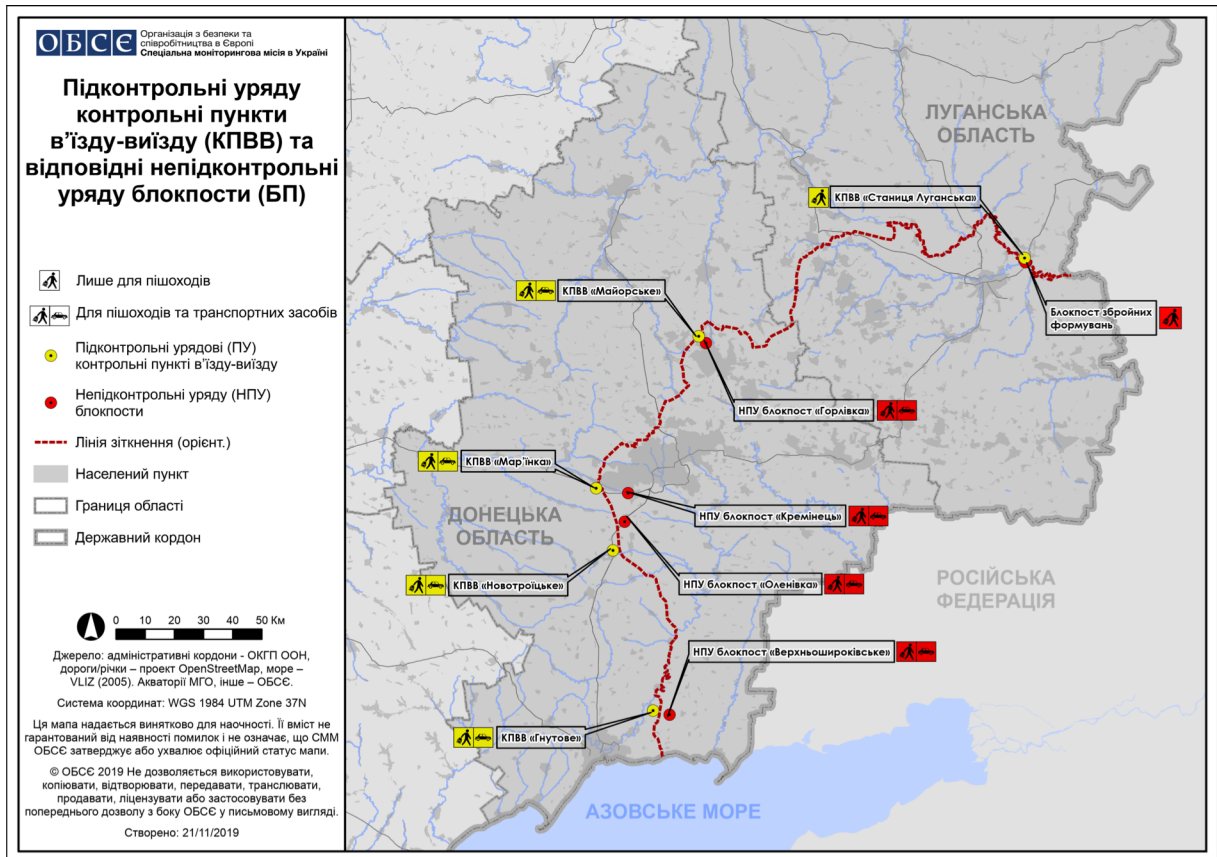 ОБСЄ
Організація з безпеки та
співробітництва в Європі
Спеціальна моніторингова місія в Україні
Підконтрольні уряду
контрольні пункти
в’їзду-виїзду (КПВВ) та
відповідні непідконтрольні
уряду блокпости (БП)
Лише для пішоходів
Для пішоходів та транспортних засобів
Підконтрольні урядові (ПУ)
контрольні пункті в’їзду-виїзду
Непідконтрольні уряду (НПУ)
блокпости
Лінія зіткнення (орієнт.)
Населений пункт
Границя області
Державний кордон
0 10 20 30 40 50 Км
Джерело: адміністративні кордони - ОКГП ООН,
дороги/річки – проект OpenStreetMap, море –
VLIZ (2005). Акваторії МГО, інше – ОБСЄ.
Система координат: WGS 1984 UTM Zone 37N
Ця мапа надається винятково для наочності. Її вміст не
гарантований від наявності помилок і не означає, що СММ
ОБСЄ затверджує або ухвалює офіційний статус мапи.
© ОБСЄ 2019 Не дозволяється використовувати,
копіювати, відтворювати, передавати, транслювати,
продавати, ліцензувати або застосовувати без
попереднього дозволу з боку ОБСЄ у письмовому вигляді.
Створено: 21/11/2019
ЛУГАНСЬКА
ОБЛАСТЬ
КПВВ «Станиця Луганська»
КПВВ «Майорське»
Блокпост збройних
формувань
НПУ блокпост «Горлівка»
КПВВ «Мар’їнка»
ДОНЕЦЬКА
ОБЛАСТЬ
НПУ блокпост «Кремінець»
КПВВ «Новотроїцьке»
НПУ блокпост «Оленівка»
РОСІЙСЬКА
ФЕДЕРАЦІЯ
НПУ блокпост «Верхньошироківське»
КПВВ «Гнутове»
АЗОВСЬКЕ МОРЕ